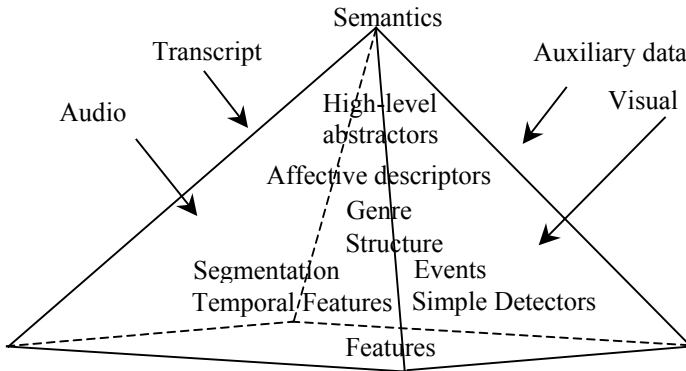 Semantics
Transcript
Auxiliary data
Audio
High-level
abstractors
Visual
Affective descriptors
Genre
Structure
Segmentation
Events
Temporal Features
Simple Detectors
Features